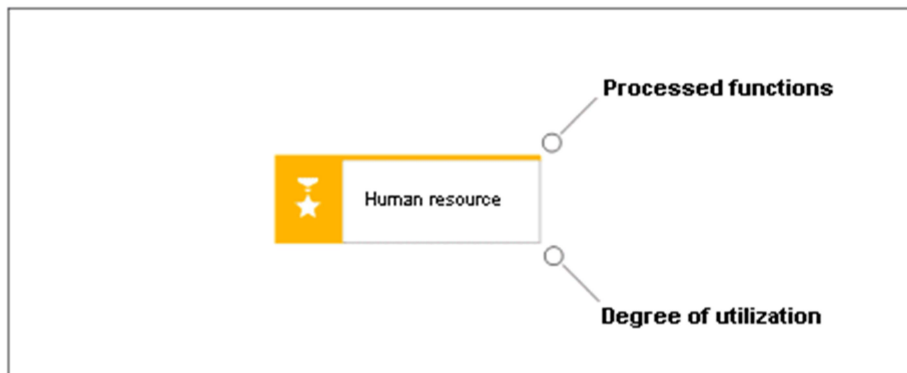 Processed functions
Human resource
Degree of utilization